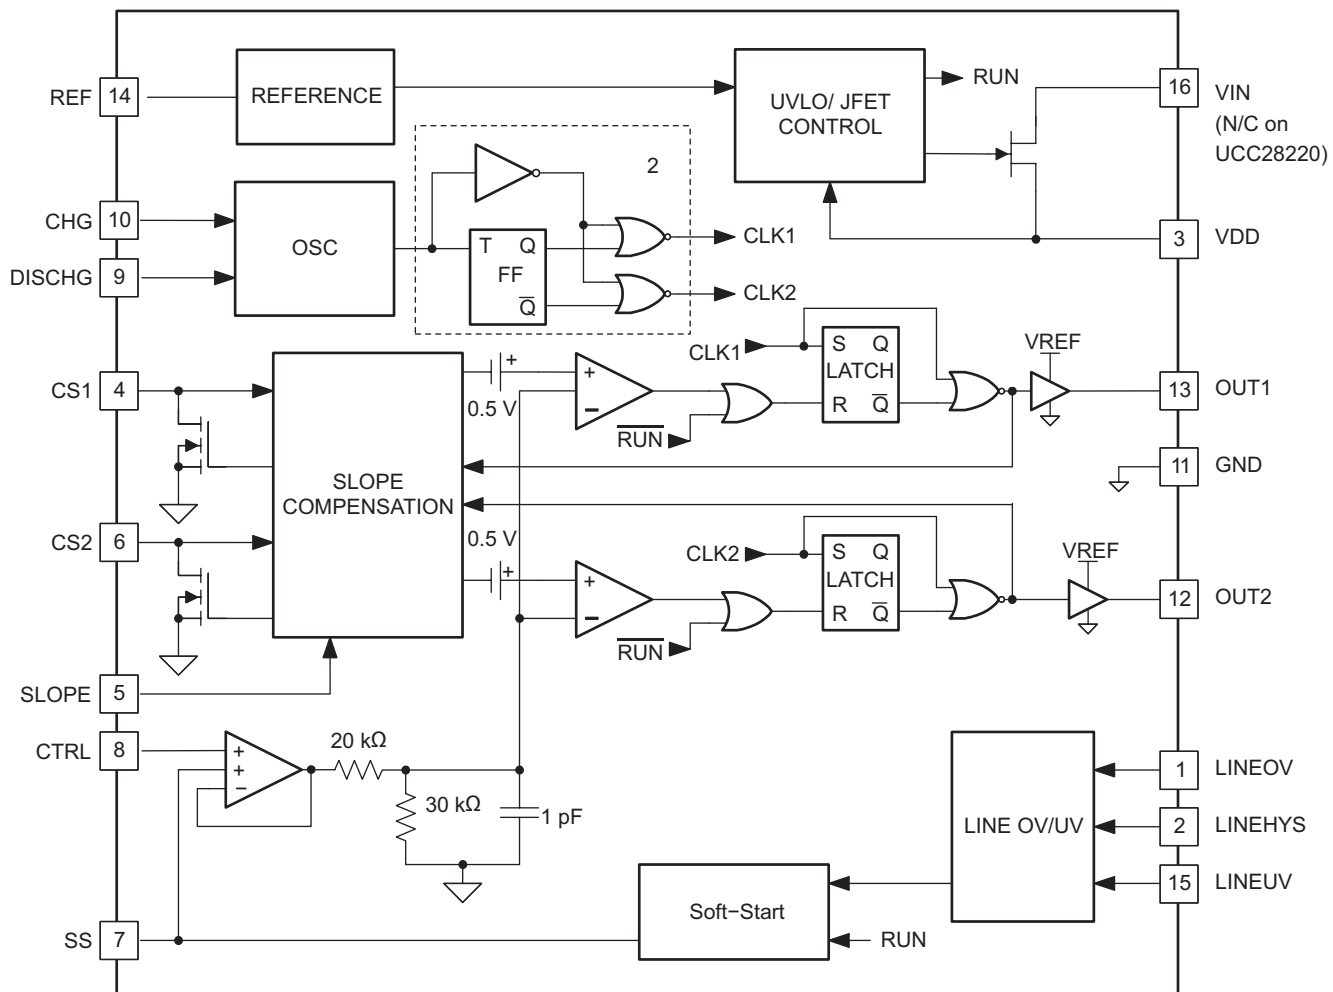 REF 14
REFERENCE
UVLO/ JFET
CONTROL
RUN
16 VIN
(N/C on
UCC28220)
2
CHG 10
DISCHG 9
OSC
T Q
FF
Q̅
CLK1
CLK2
3 VDD
CS1 4
0.5 V
+
+
−
CLK1
R̅U̅N̅
S Q
LATCH
R Q̅
VREF
13 OUT1
11 GND
SLOPE
COMPENSATION
CS2 6
0.5 V
+
+
−
CLK2
R̅U̅N̅
S Q
LATCH
R Q̅
VREF
12 OUT2
SLOPE 5
CTRL 8
+
+
−
20 kΩ
30 kΩ
1 pF
LINE OV/UV
1 LINEOV
2 LINEHYS
15 LINEUV
Soft−Start
RUN
SS 7